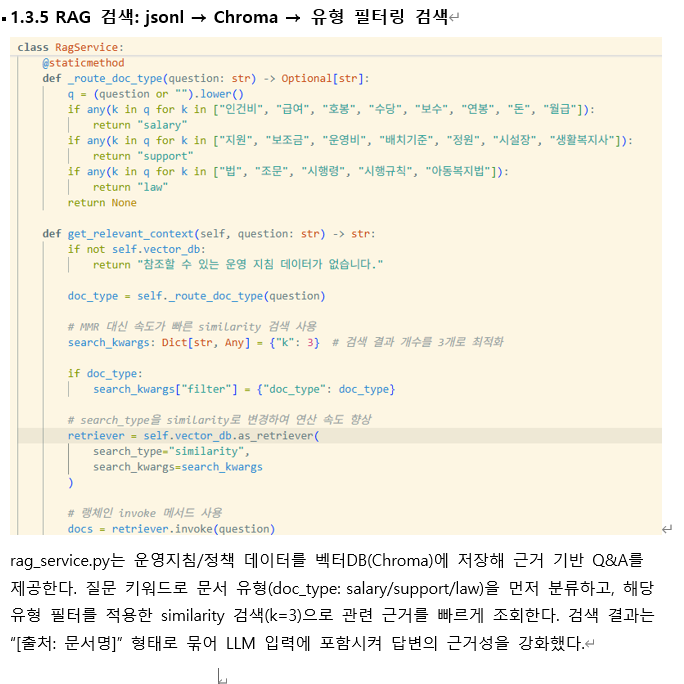 1.3.5 RAG 검색: jsonl → Chroma → 유형 필터링 검색
class RagService:
@staticmethod
def _route_doc_type(question: str) -> Optional[str]:
q = (question or "").lower()
if any(k in q for k in ["인건비", "급여", "호봉", "수당", "보수", "연봉", "돈", "월급"]):
return "salary"
if any(k in q for k in ["지원", "보조금", "운영비", "배치기준", "정원", "시설장", "생활복지사"]):
return "support"
if any(k in q for k in ["법", "조문", "시행령", "시행규칙", "아동복지법"]):
return "law"
return None
def get_relevant_context(self, question: str) -> str:
if not self.vector_db:
return "참조할 수 있는 운영 지침 데이터가 없습니다."
doc_type = self._route_doc_type(question)
# MMR 대신 속도가 빠른 similarity 검색 사용
search_kwargs: Dict[str, Any] = {"k": 3}  # 검색 결과 개수를 3개로 최적화
if doc_type:
search_kwargs["filter"] = {"doc_type": doc_type}
# search_type을 similarity로 변경하여 연산 속도 향상
retriever = self.vector_db.as_retriever(
search_type="similarity",
search_kwargs=search_kwargs
)
# 랭체인 invoke 메서드 사용
docs = retriever.invoke(question)
rag_service.py는 운영지침/정책 데이터를 벡터DB(Chroma)에 저장해 근거 기반 Q&A를
제공한다. 질문 키워드로 문서 유형(doc_type: salary/support/law)을 먼저 분류하고, 해당
유형 필터를 적용한 similarity 검색(k=3)으로 관련 근거를 빠르게 조회한다. 검색 결과는
“[출처: 문서명]” 형태로 묶어 LLM 입력에 포함시켜 답변의 근거성을 강화했다.